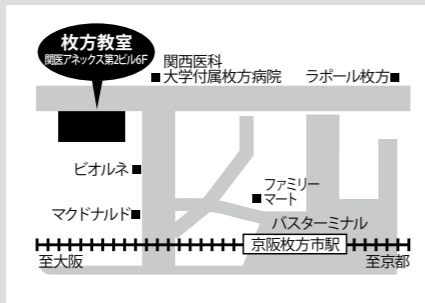 枚方教室
関医アネックス第2ビル6F
関西医科
■大学付属枚方病院
ラポール枚方■
ビオルネ■
ファミリー
■マート
マクドナルド■
バスターミナル
京阪枚方市駅
至大阪
至京都